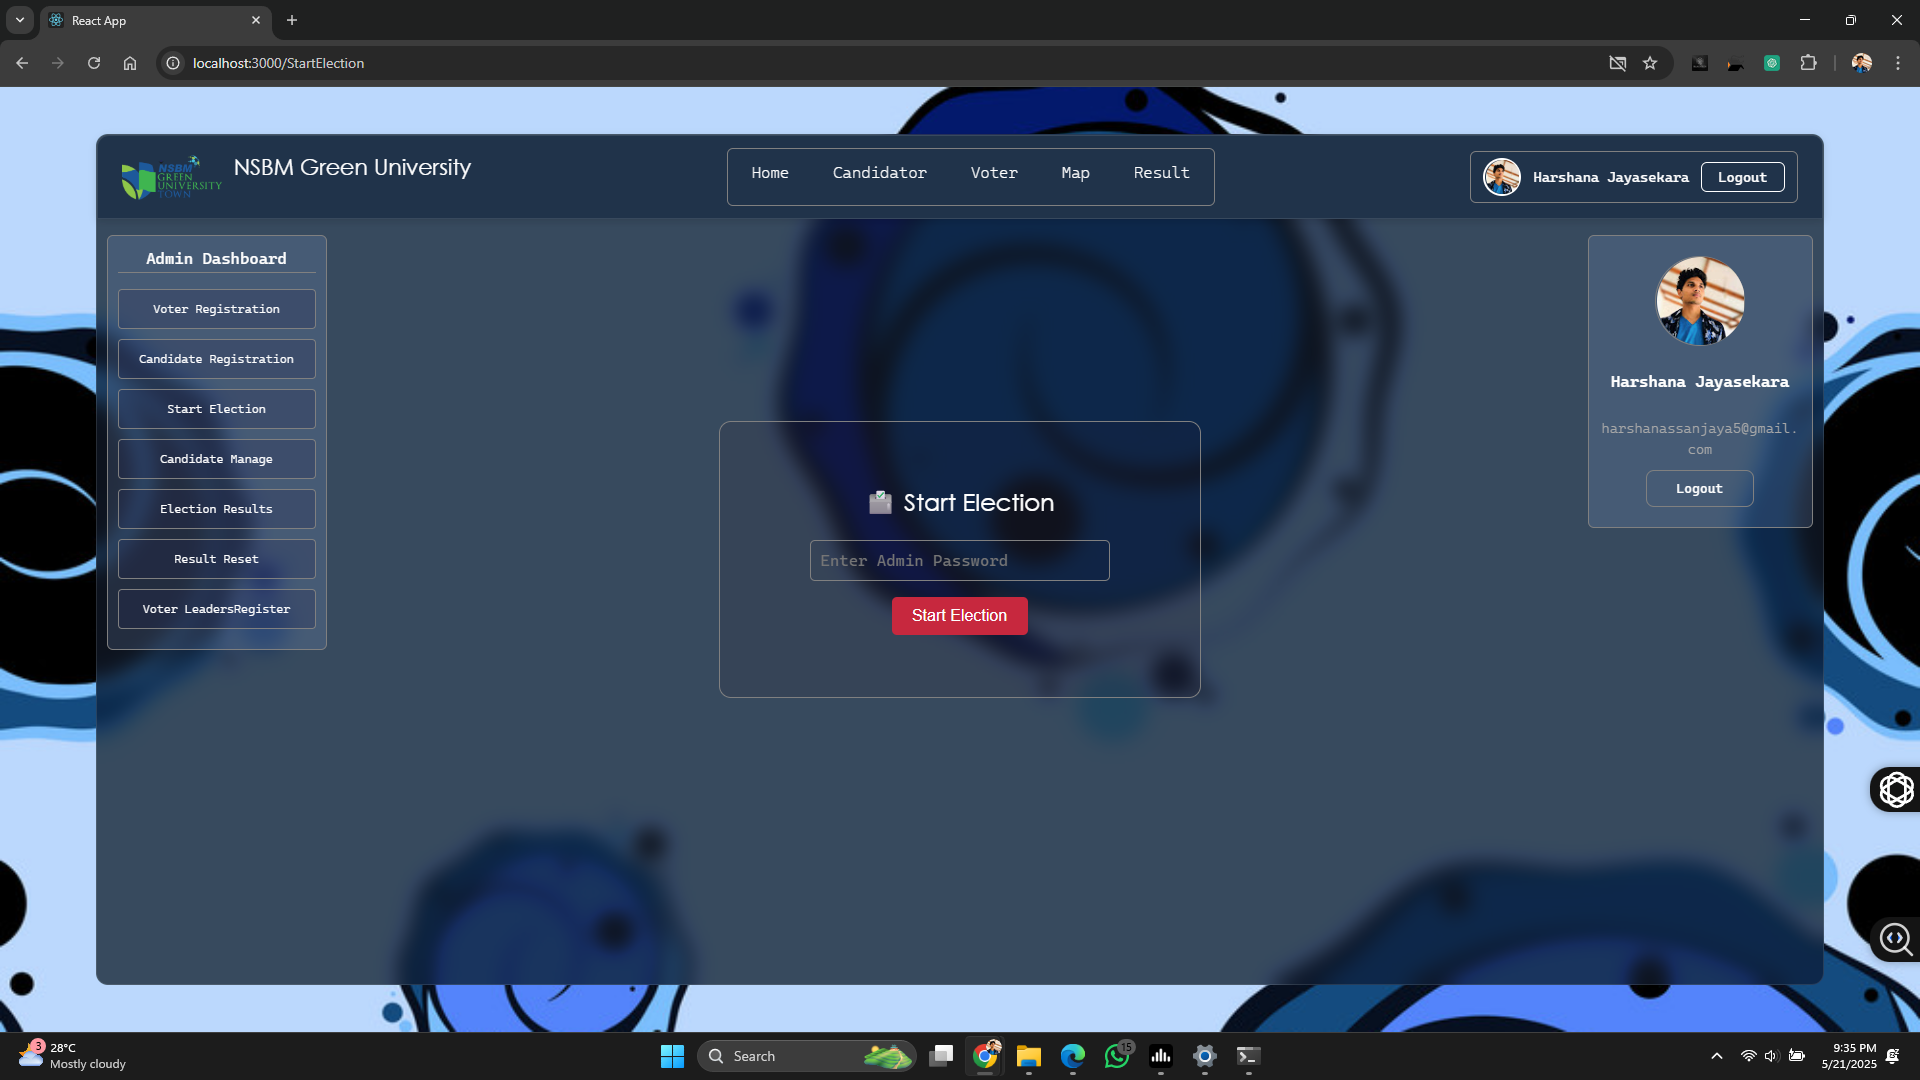 React App
localhost:3000/StartElection
NSBM
GREEN
UNIVERSITY
TOWN
NSBM Green University
Home
Candidator
Voter
Map
Result
Harshana Jayasekara
Logout
Admin Dashboard
Voter Registration
Candidate Registration
Start Election
Candidate Manage
Election Results
Result Reset
Voter LeadersRegister
Start Election
Enter Admin Password
Start Election
Harshana Jayasekara
harshanassanjaya5@gmail.
com
Logout
3
28°C
Mostly cloudy
Search
15
9:35 PM
5/21/2025